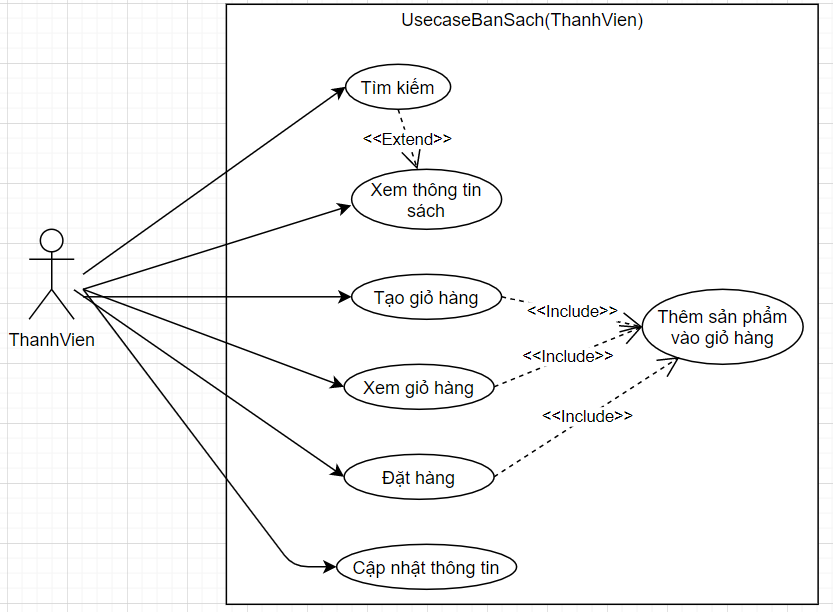 UsecaseBanSach(ThanhVien)
Tìm kiếm
<<Extend>>
Xem thông tin
sách
Tạo giỏ hàng
<<Include>>
Thêm sản phẩm
vào giỏ hàng
ThanhVien
<<Include>>
Xem giỏ hàng
<<Include>>
Đặt hàng
Cập nhật thông tin